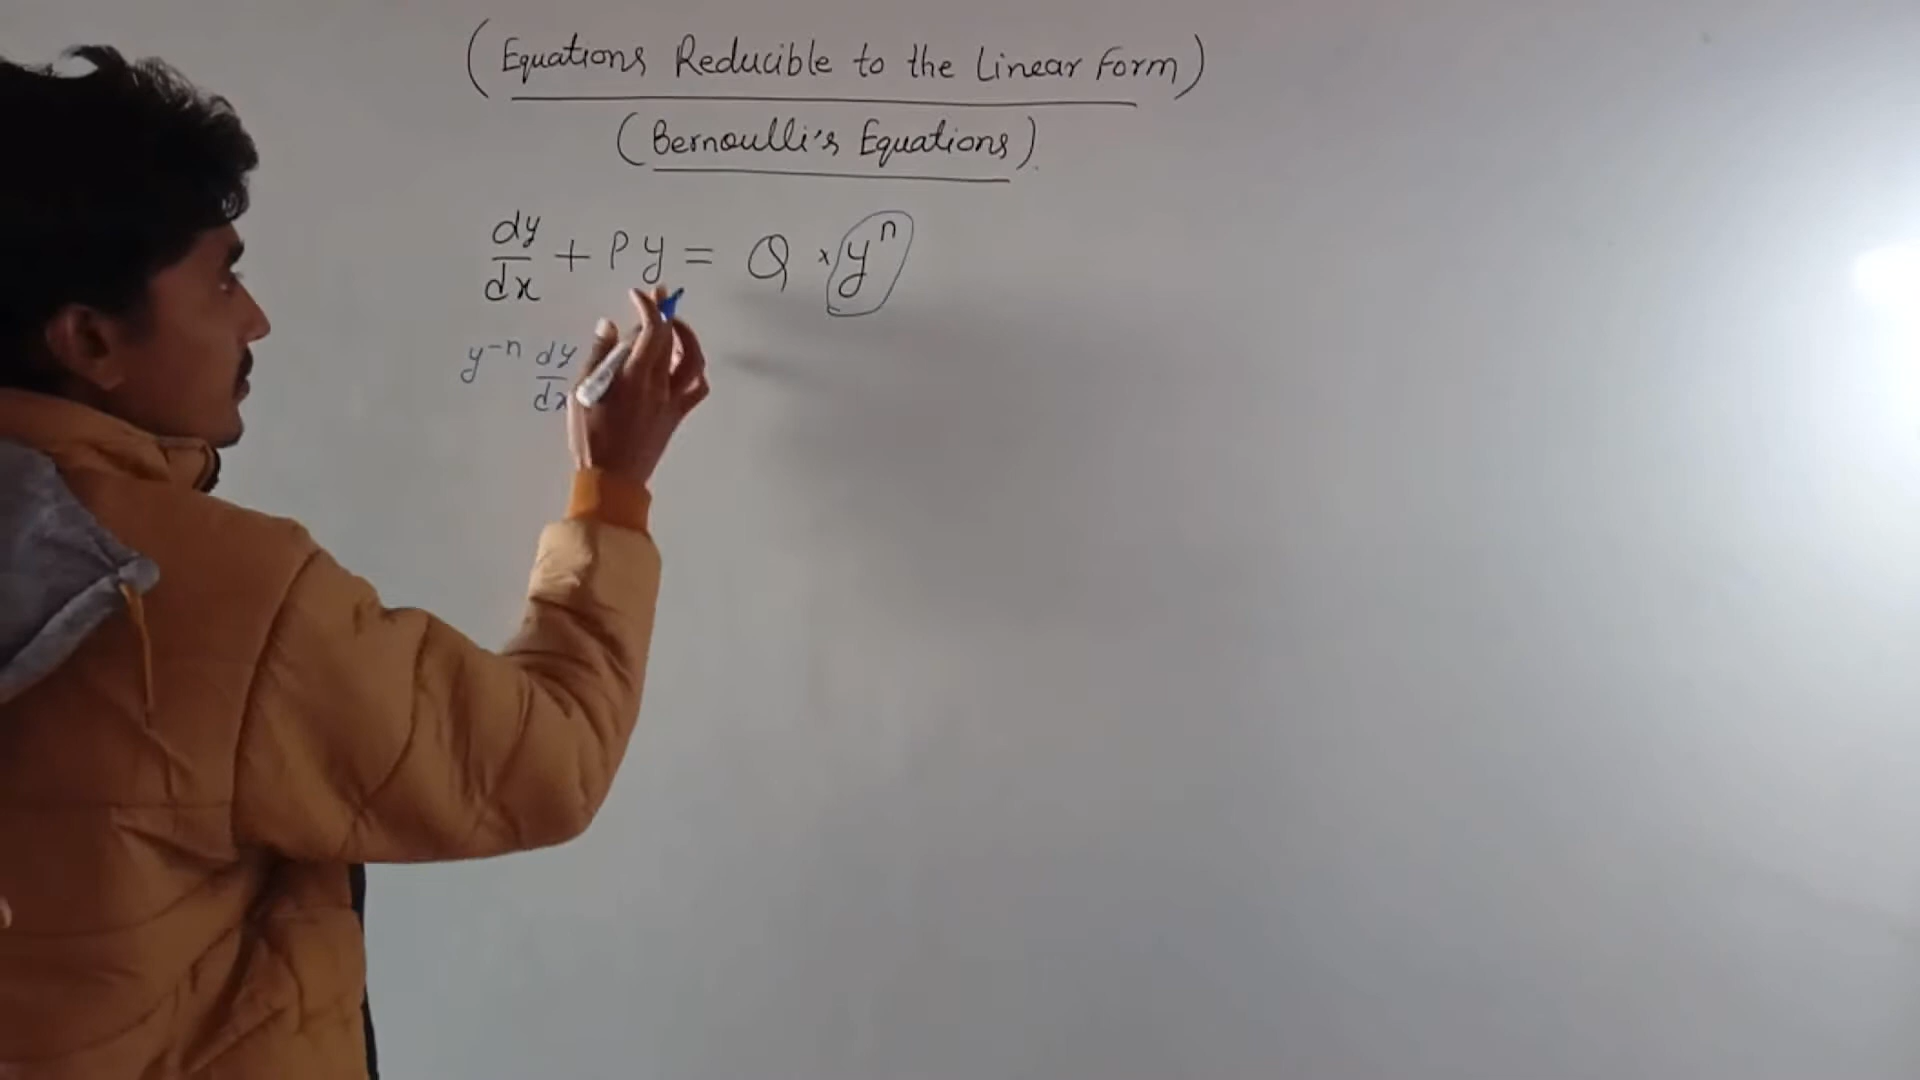 (Equations Reducible to the Linear Form)
(Bernoulli's Equations)
dy/dx + Py = Q × y^n
y^-n dy/dx